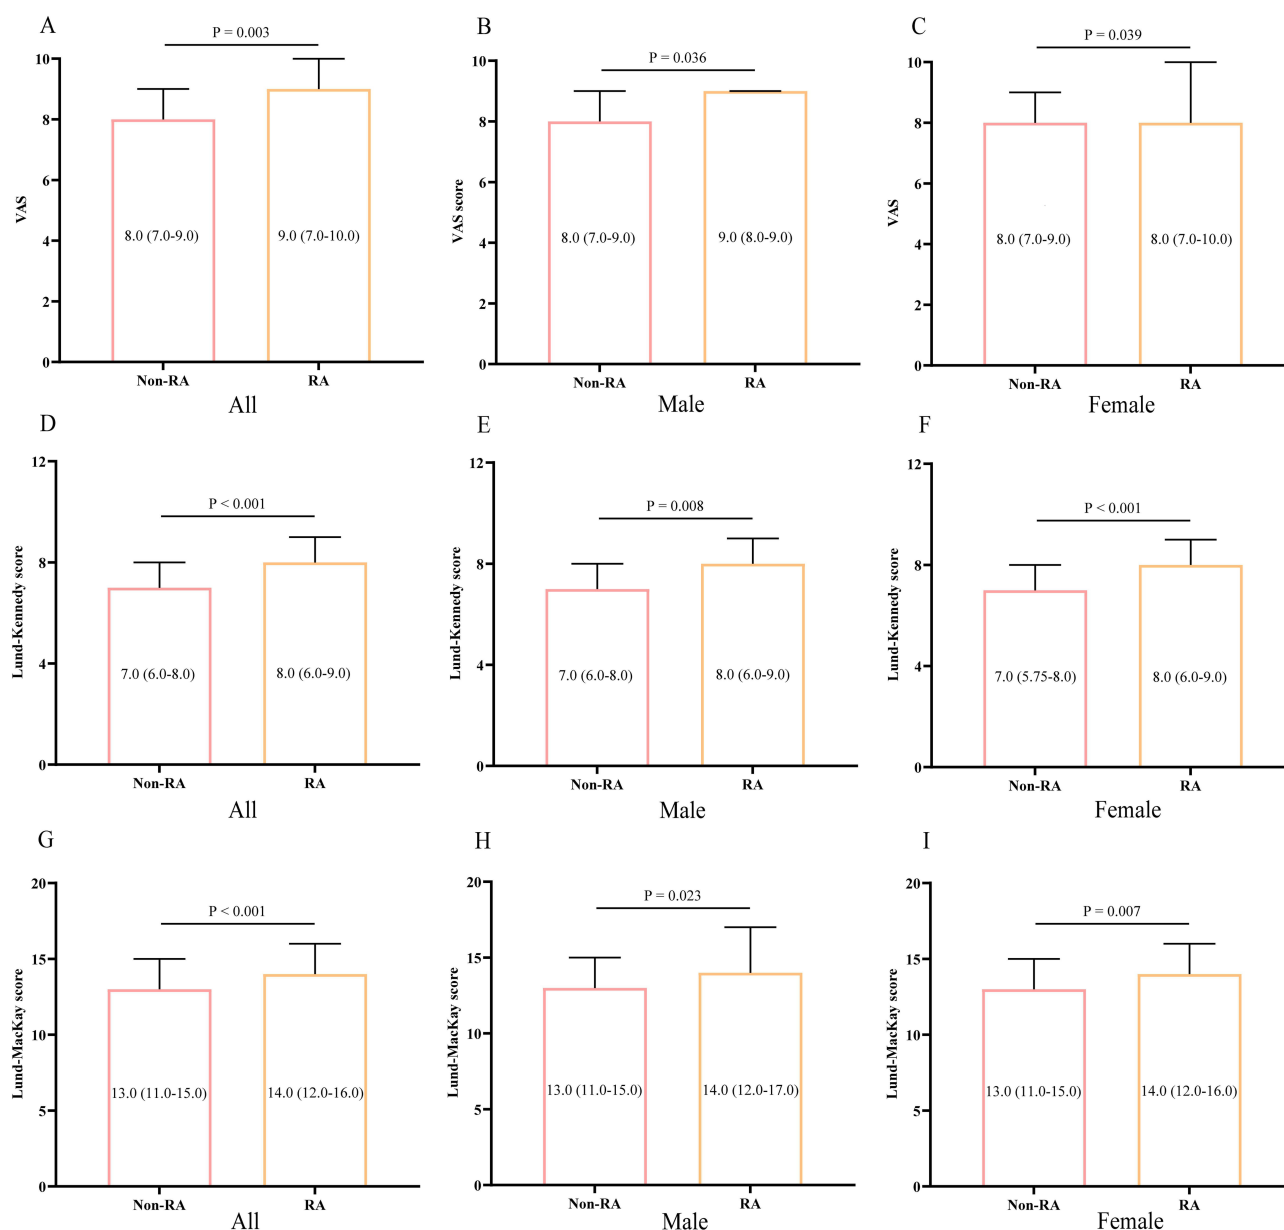 A
P = 0.003
10
8
6
4
2
0
VAS
8.0 (7.0-9.0)
9.0 (7.0-10.0)
Non-RA
RA
All
B
P = 0.036
10
8
6
4
2
0
VAS score
8.0 (7.0-9.0)
9.0 (8.0-9.0)
Non-RA
RA
Male
C
P = 0.039
10
8
6
4
2
0
VAS
8.0 (7.0-9.0)
8.0 (7.0-10.0)
Non-RA
RA
Female
D
P < 0.001
12
8
4
0
Lund-Kennedy score
7.0 (6.0-8.0)
8.0 (6.0-9.0)
Non-RA
RA
All
E
P = 0.008
12
8
4
0
Lund-Kennedy score
7.0 (6.0-8.0)
8.0 (6.0-9.0)
Non-RA
RA
Male
F
P < 0.001
12
8
4
0
Lund-Kennedy score
7.0 (5.75-8.0)
8.0 (6.0-9.0)
Non-RA
RA
Female
G
P < 0.001
20
15
10
5
0
Lund-MacKay score
13.0 (11.0-15.0)
14.0 (12.0-16.0)
Non-RA
RA
All
H
P = 0.023
20
15
10
5
0
Lund-MacKay score
13.0 (11.0-15.0)
14.0 (12.0-17.0)
Non-RA
RA
Male
I
P = 0.007
20
15
10
5
0
Lund-MacKay score
13.0 (11.0-15.0)
14.0 (12.0-16.0)
Non-RA
RA
Female